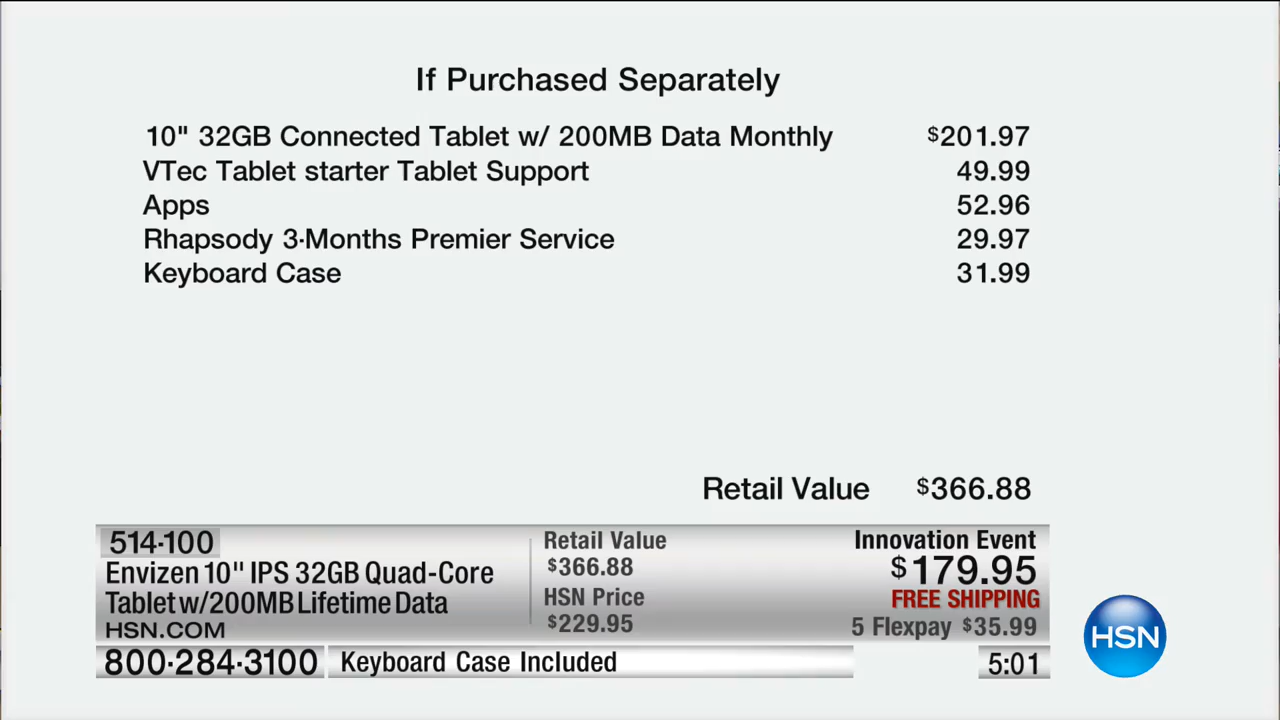 If Purchased Separately
10" 32GB Connected Tablet w/ 200MB Data Monthly $201.97
VTec Tablet starter Tablet Support 49.99
Apps 52.96
Rhapsody 3·Months Premier Service 29.97
Keyboard Case 31.99
Retail Value $366.88
514·100
Envizen 10" IPS 32GB Quad-Core
Tablet w/200MB Lifetime Data
HSN.COM
Retail Value
$366.88
HSN Price
$229.95
Innovation Event
$179.95
FREE SHIPPING
5 Flexpay $35.99
800·284·3100 Keyboard Case Included 5:01
HSN